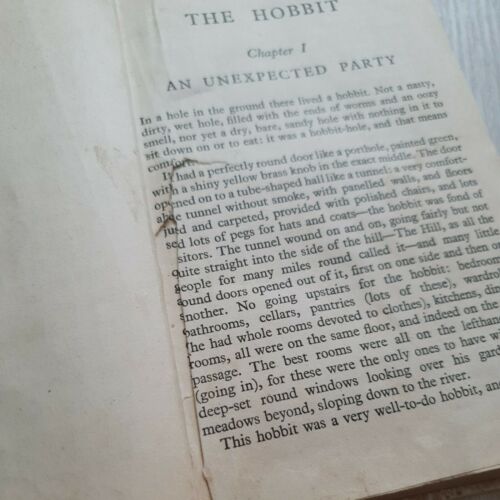 THE HOBBIT
Chapter I
AN UNEXPECTED PARTY
In a hole in the ground there lived a hobbit. Not a nasty,
dirty, wet hole, filled with the ends of worms and an oozy
smell, nor yet a dry, bare, sandy hole with nothing in it to
sit down on or to eat: it was a hobbit-hole, and that means
comfort.
It had a perfectly round door like a porthole, painted green,
with a shiny yellow brass knob in the exact middle. The door
opened on to a tube-shaped hall like a tunnel: a very comfort-
able tunnel without smoke, with panelled walls, and floors
and carpeted, provided with polished chairs, and lots
lots of pegs for hats and coats—the hobbit was fond of
sitors. The tunnel wound on and on, going fairly but not
quite straight into the side of the hill—The Hill, as all the
people for many miles round called it—and many little
ound doors opened out of it, first on one side and then o
nother. No going upstairs for the hobbit: bedroom
bathrooms, cellars, pantries (lots of these), wardro
he had whole rooms devoted to clothes), kitchens, din
rooms, all were on the same floor, and indeed on the
passage. The best rooms were all on the lefthan
(going in), for these were the only ones to have w
deep-set round windows looking over his gard
meadows beyond, sloping down to the river.
This hobbit was a very well-to-do hobbit, and